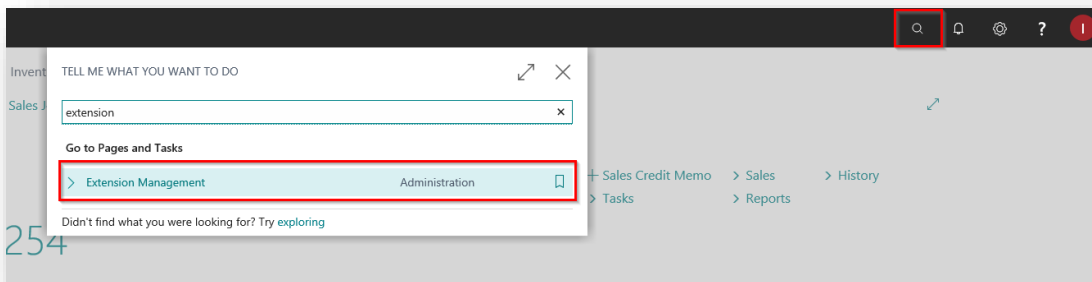 ?
I
Invent
TELL ME WHAT YOU WANT TO DO
Sales J
extension
Go to Pages and Tasks
Extension Management Administration
+ Sales Credit Memo > Sales > History
> Tasks > Reports
Didn't find what you were looking for? Try exploring
254